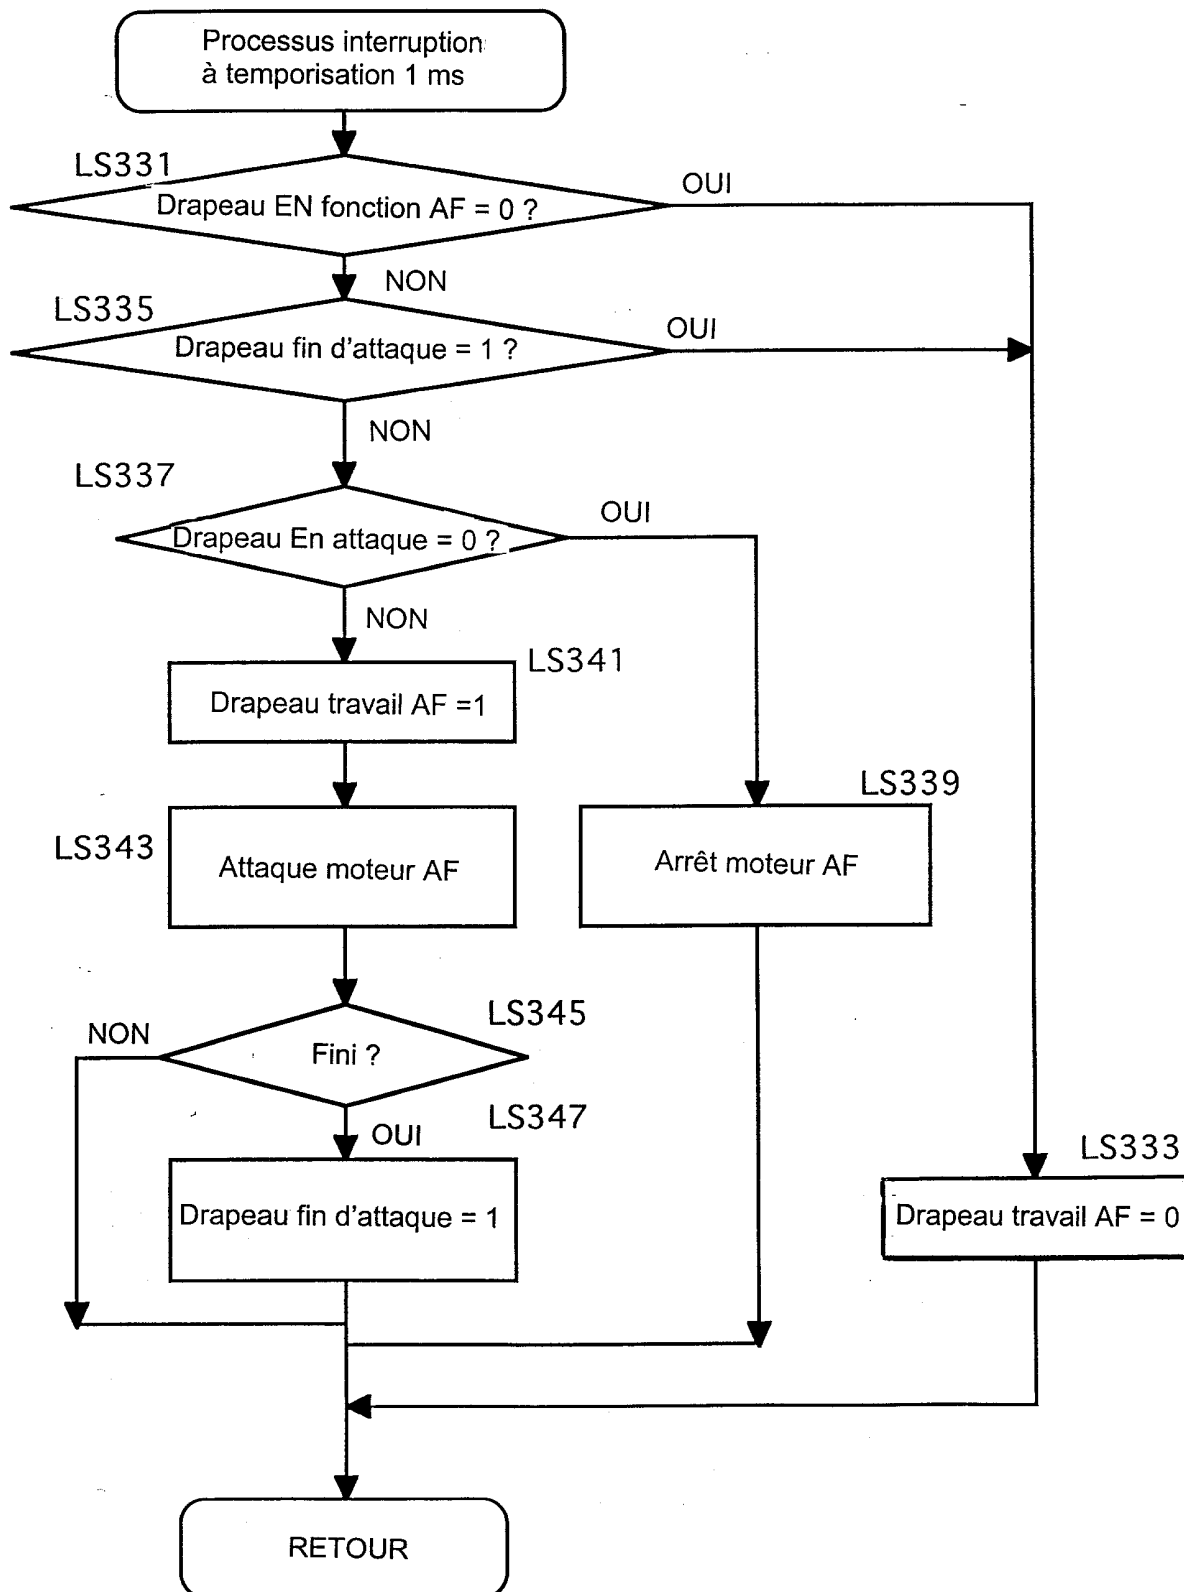 Processus interruption
à temporisation 1 ms
LS331
Drapeau EN fonction AF = 0 ?
OUI
NON
LS335
Drapeau fin d'attaque = 1 ?
OUI
NON
LS337
Drapeau En attaque = 0 ?
OUI
NON
LS341
Drapeau travail AF =1
LS339
LS343
Attaque moteur AF
Arrêt moteur AF
LS345
NON
Fini ?
LS347
OUI
LS333
Drapeau fin d'attaque = 1
Drapeau travail AF = 0
RETOUR